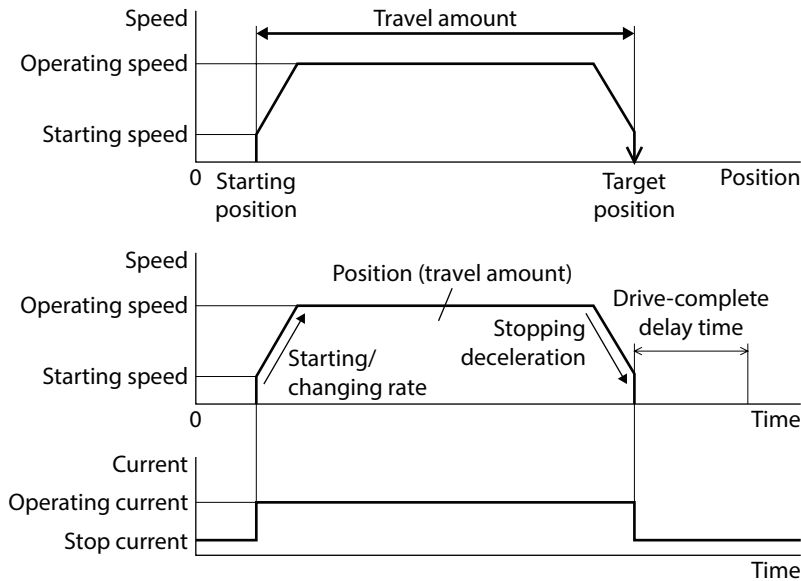 Speed
Travel amount
Operating speed
Starting speed
0
Starting
position
Target
position
Position
Speed
Position (travel amount)
Operating speed
Drive-complete
delay time
Stopping
deceleration
Starting/
changing rate
Starting speed
0
Time
Current
Operating current
Stop current
Time